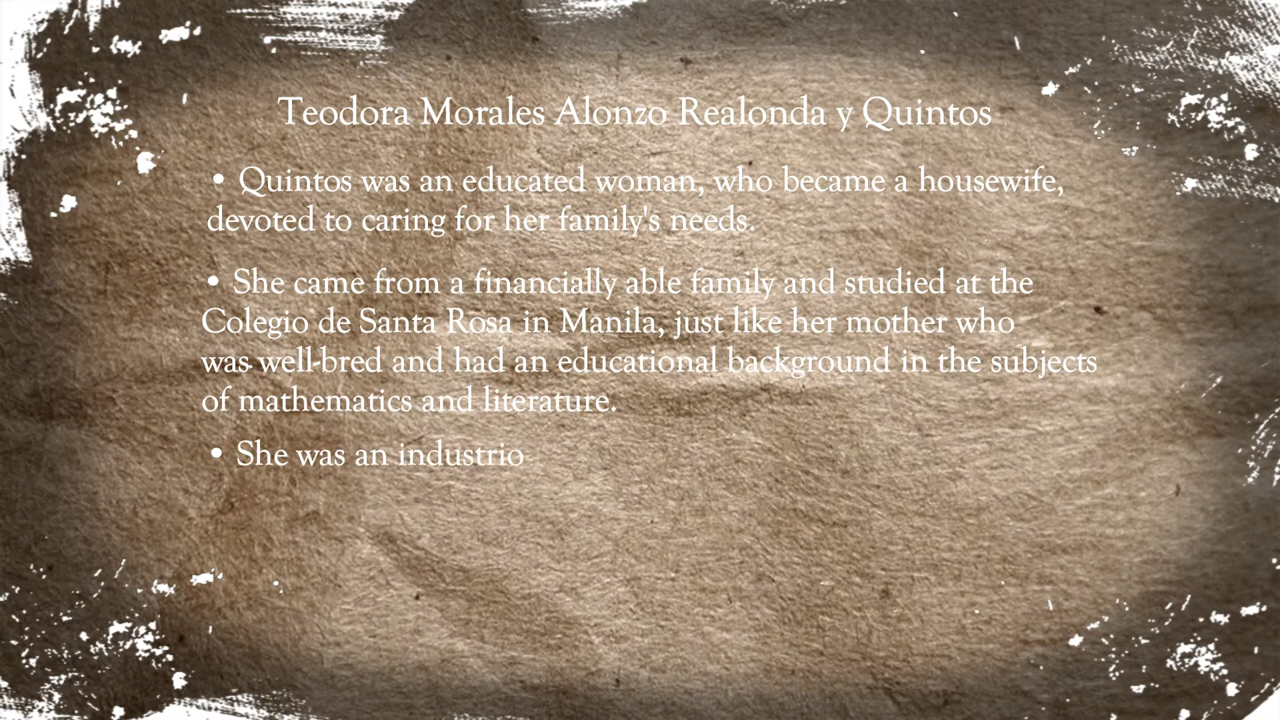 Teodora Morales Alonzo Realonda y Quintos
• Quintos was an educated woman, who became a housewife,
devoted to caring for her family's needs.
• She came from a financially able family and studied at the
Colegio de Santa Rosa in Manila, just like her mother who
was well-bred and had an educational background in the subjects
of mathematics and literature.
• She was an industrio